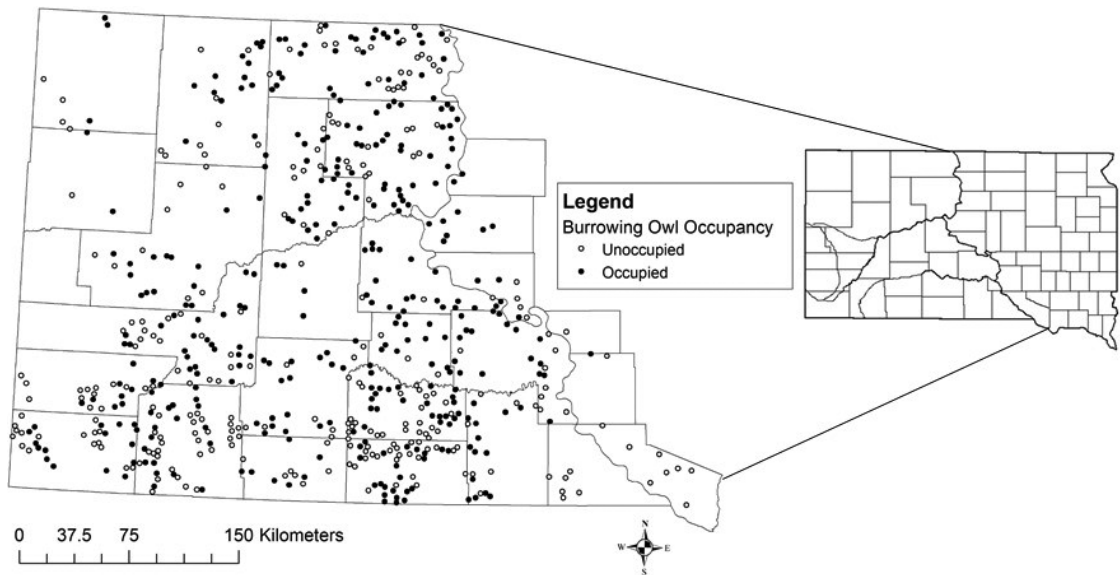 Legend
Burrowing Owl Occupancy
Unoccupied
Occupied
0 37.5 75 150 Kilometers
N
W E
S